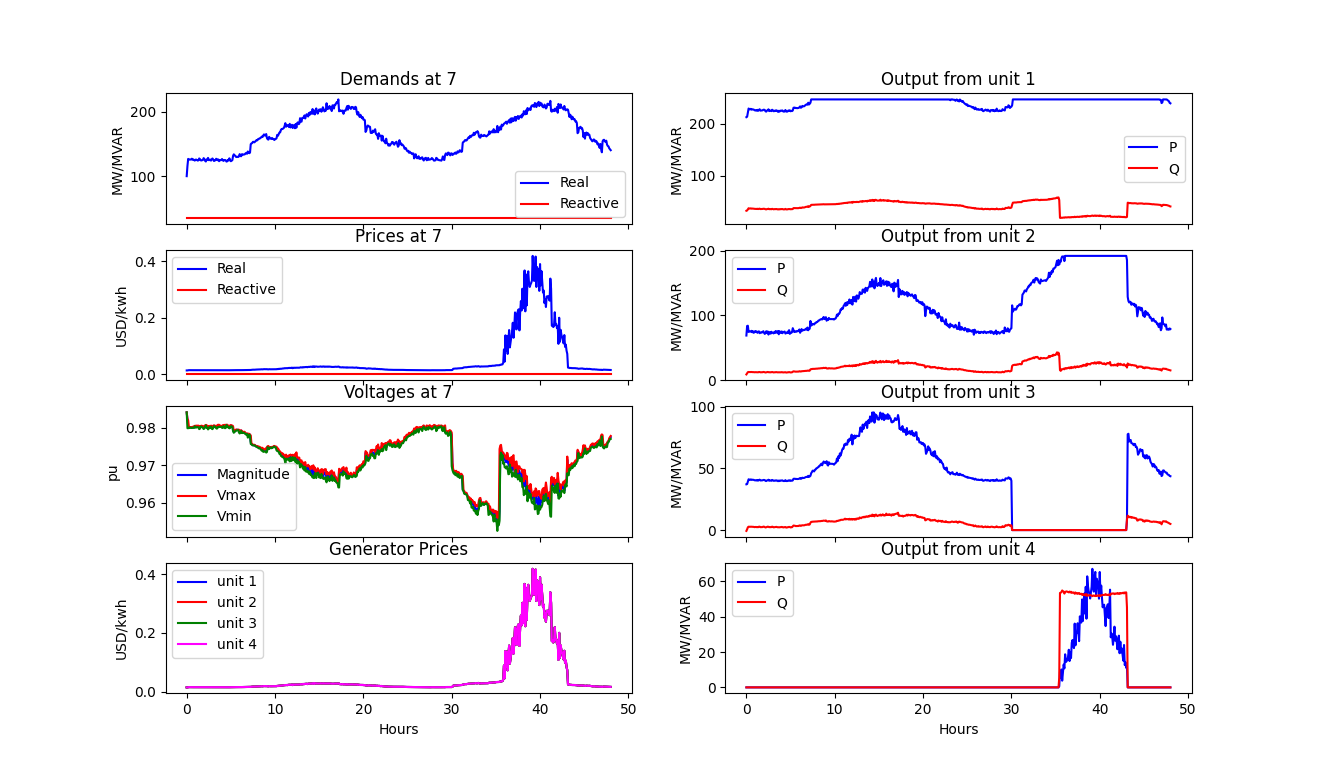 Demands at 7
MW/MVAR
200
100
Real
Reactive
Prices at 7
USD/kwh
0.4
0.2
0.0
Real
Reactive
Voltages at 7
pu
0.98
0.97
0.96
Magnitude
Vmax
Vmin
Generator Prices
USD/kwh
0.4
0.2
0.0
unit 1
unit 2
unit 3
unit 4
0 10 20 30 40 50
Hours
Output from unit 1
MW/MVAR
200
100
P
Q
Output from unit 2
MW/MVAR
200
100
0
P
Q
Output from unit 3
MW/MVAR
100
50
0
P
Q
Output from unit 4
MW/MVAR
60
40
20
0
P
Q
0 10 20 30 40 50
Hours